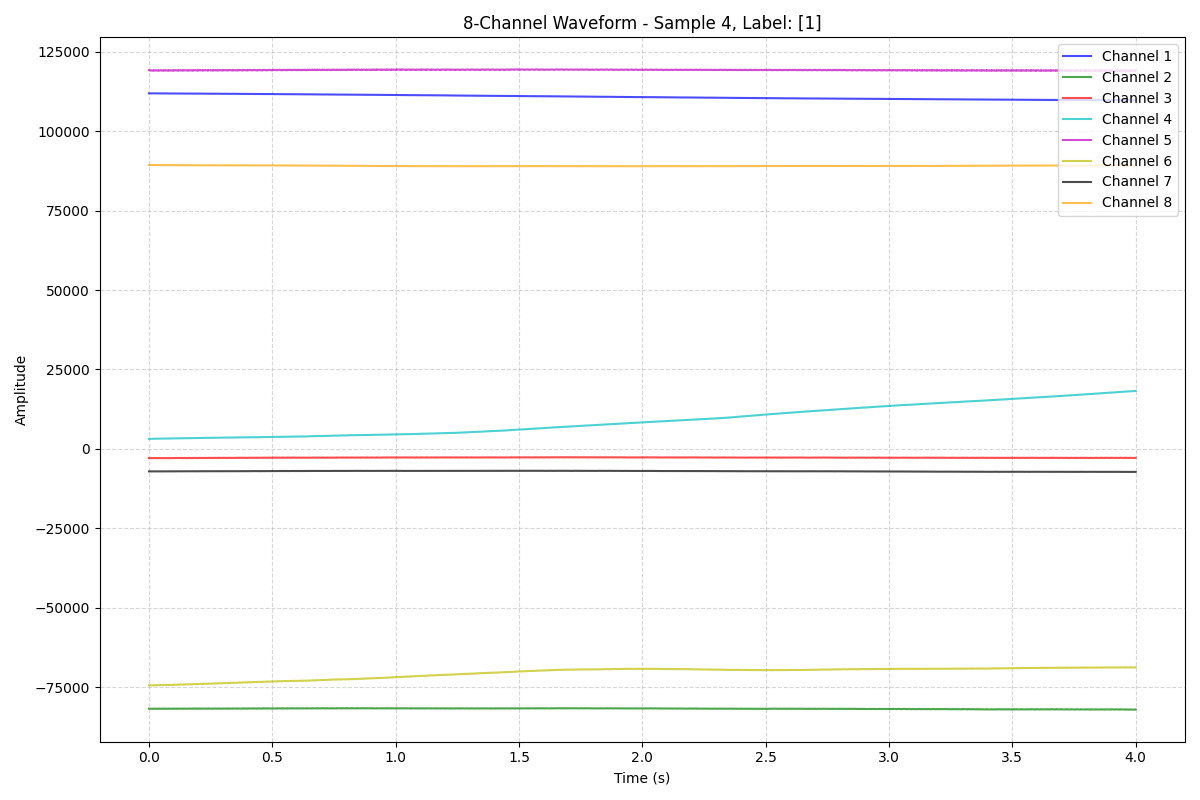 8-Channel Waveform - Sample 4, Label: [1]
125000
100000
75000
50000
25000
0
−25000
−50000
−75000
Amplitude
Channel 1
Channel 2
Channel 3
Channel 4
Channel 5
Channel 6
Channel 7
Channel 8
0.0 0.5 1.0 1.5 2.0 2.5 3.0 3.5 4.0
Time (s)